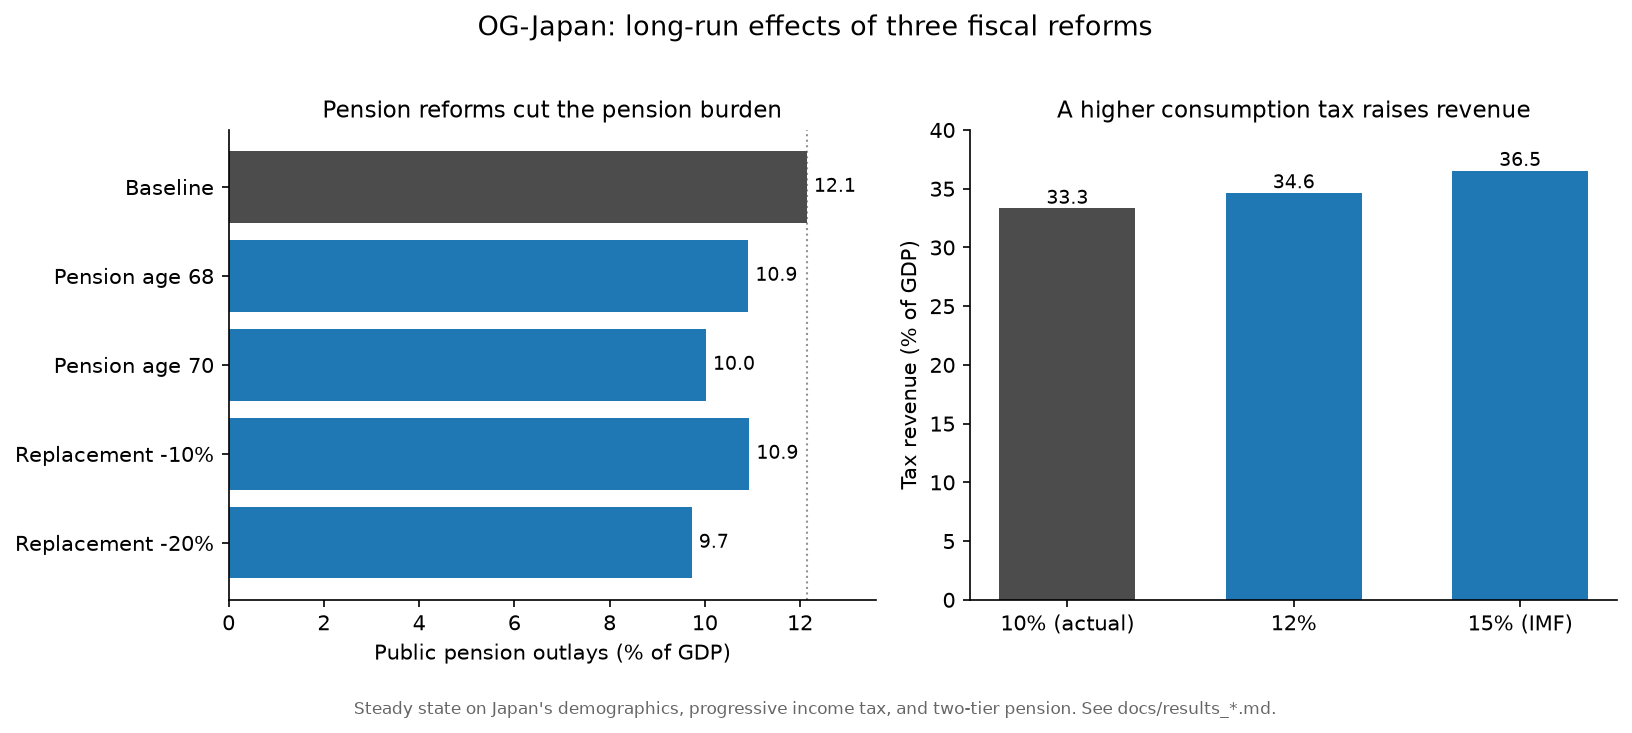 OG-Japan: long-run effects of three fiscal reforms
Pension reforms cut the pension burden
Baseline
12.1
Pension age 68
10.9
Pension age 70
10.0
Replacement -10%
10.9
Replacement -20%
9.7
0 2 4 6 8 10 12
Public pension outlays (% of GDP)
A higher consumption tax raises revenue
Tax revenue (% of GDP)
40
35
30
25
20
15
10
5
0
33.3
34.6
36.5
10% (actual) 12% 15% (IMF)
Steady state on Japan's demographics, progressive income tax, and two-tier pension. See docs/results_*.md.